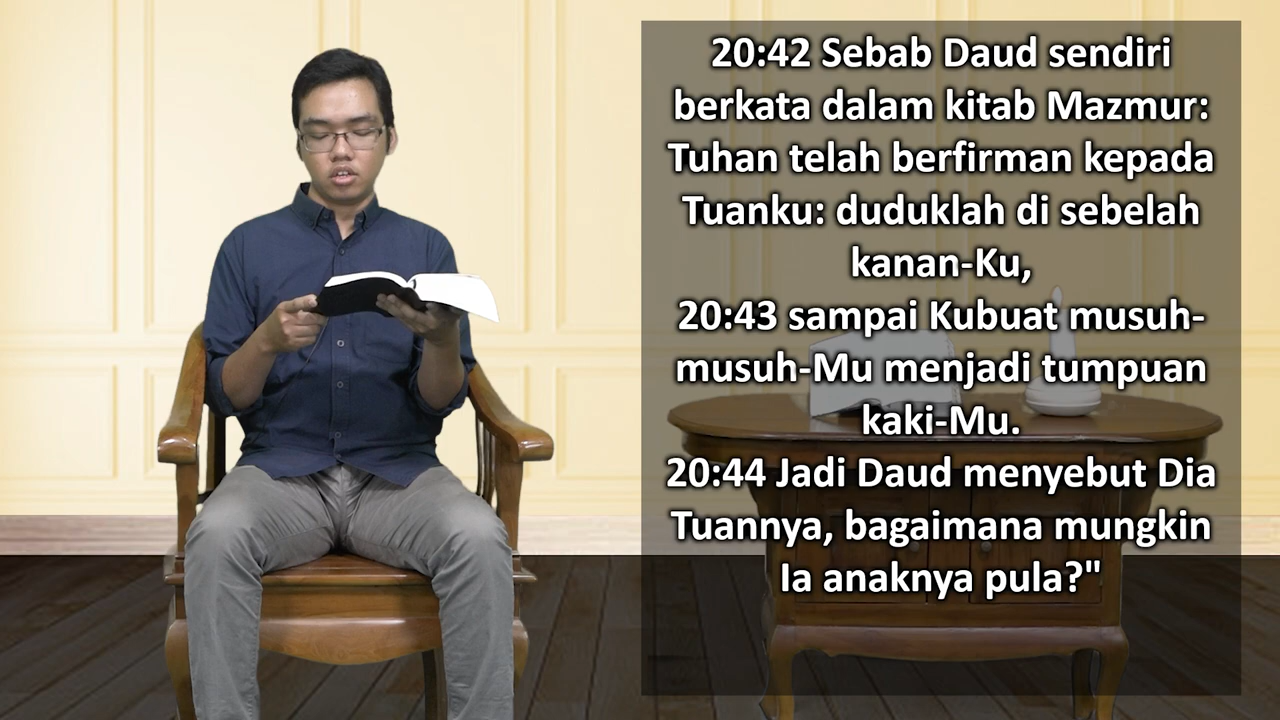 20:42 Sebab Daud sendiri
berkata dalam kitab Mazmur:
Tuhan telah berfirman kepada
Tuanku: duduklah di sebelah
kanan-Ku,
20:43 sampai Kubuat musuh-
musuh-Mu menjadi tumpuan
kaki-Mu.
20:44 Jadi Daud menyebut Dia
Tuannya, bagaimana mungkin
Ia anaknya pula?"